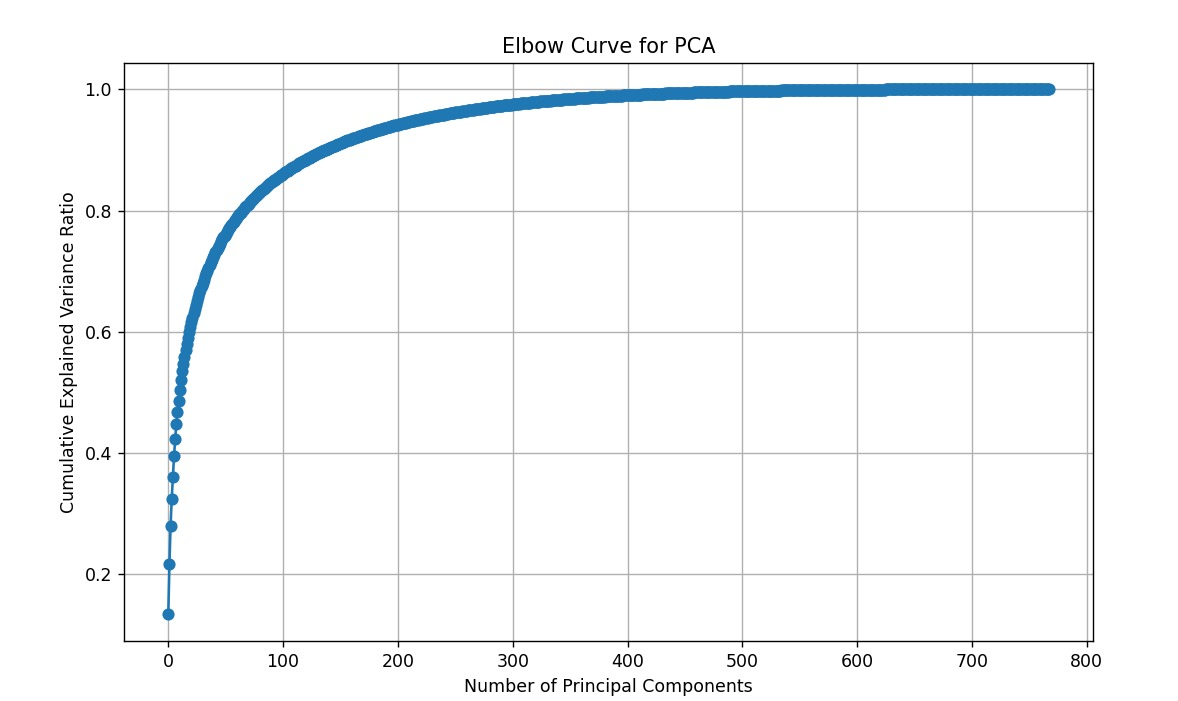 Elbow Curve for PCA
Cumulative Explained Variance Ratio
1.0
0.8
0.6
0.4
0.2
0 100 200 300 400 500 600 700 800
Number of Principal Components